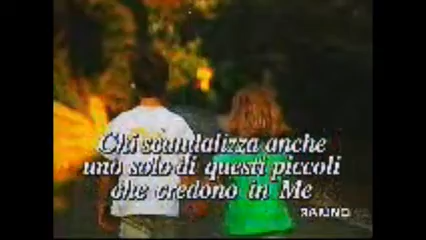 Chi scandalizza anche
uno solo di questi piccoli
che credono in Me
RAIUNO